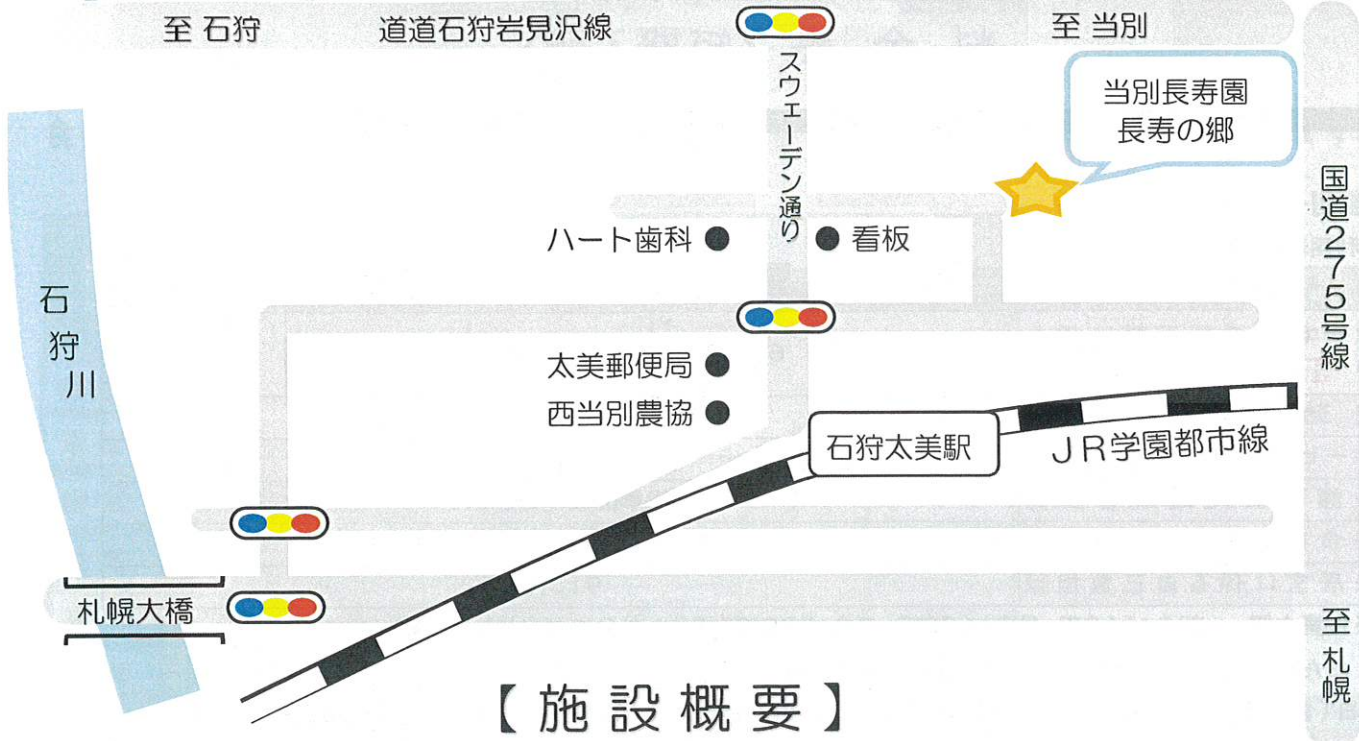 至 石狩
道道石狩岩見沢線
至 当別
スウェーデン通り
当別長寿園
長寿の郷
国道275号線
ハート歯科
看板
石狩川
太美郵便局
西当別農協
石狩太美駅
JR学園都市線
札幌大橋
至 札幌
【施設概要】